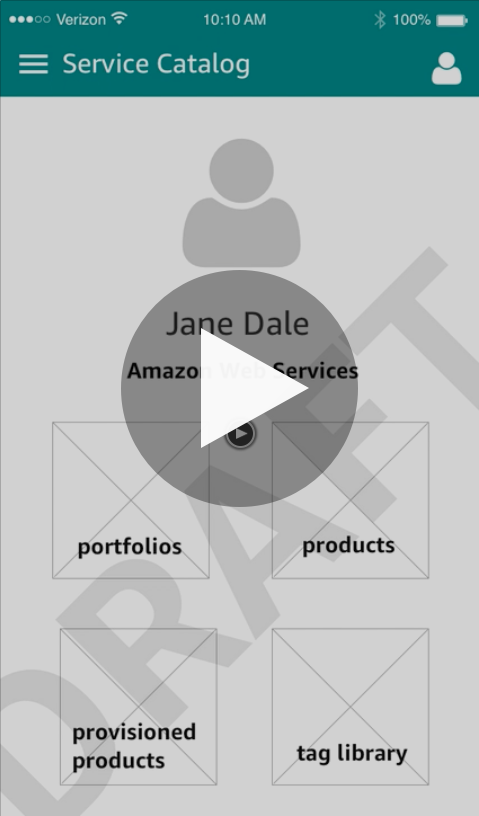 Verizon 10:10 AM 100%
Service Catalog
Jane Dale
Amazon Web Services
portfolios products
provisioned
products
tag library
DRAFT